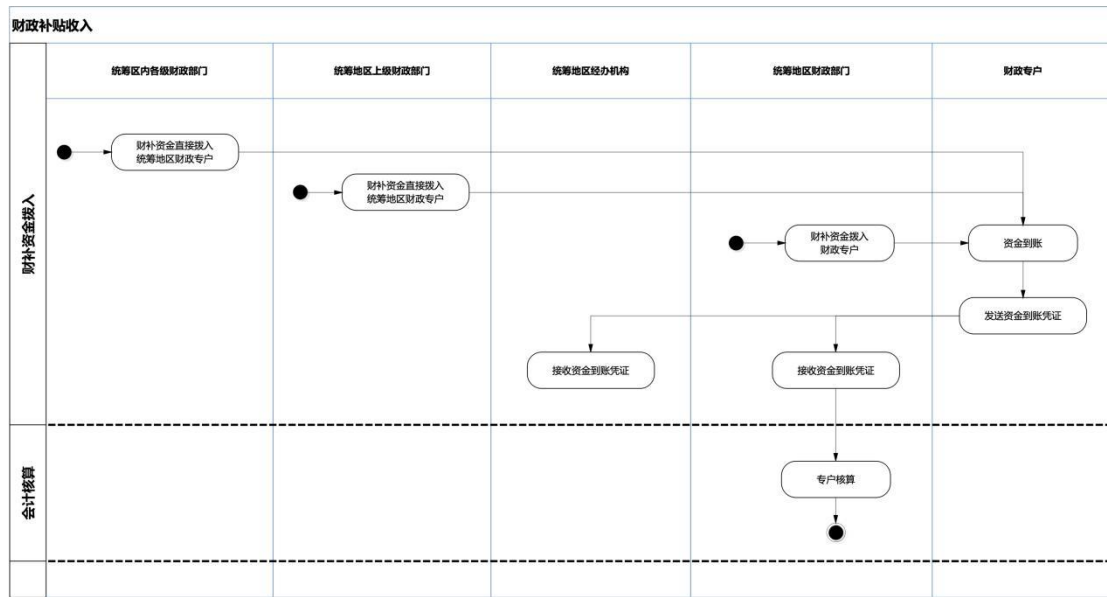 财政补贴收入
统筹区内各级财政部门
统筹地区上级财政部门
统筹地区经办机构
统筹地区财政部门
财政专户
财补资金拨入
财补资金直接拨入
统筹地区财政专户
财补资金直接拨入
统筹地区财政专户
财补资金拨入
财政专户
资金到账
发送资金到账凭证
接收资金到账凭证
接收资金到账凭证
会计核算
专户核算